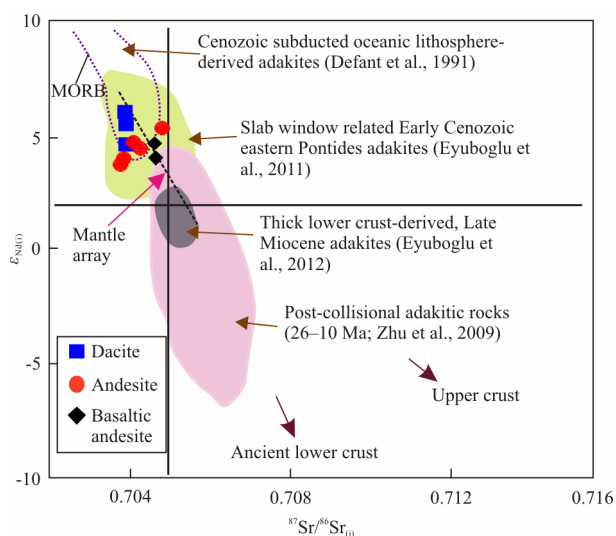 10
Cenozoic subducted oceanic lithosphere-
derived adakites (Defant et al., 1991)
MORB
5
Slab window related Early Cenozoic
eastern Pontides adakites (Eyuboglu
et al., 2011)
Mantle
array
Thick lower crust-derived, Late
Miocene adakites (Eyuboglu et
al., 2012)
εNd(i)
0
Post-collisional adakitic rocks
(26–10 Ma; Zhu et al., 2009)
-5
Dacite
Andesite
Basaltic
andesite
Upper crust
Ancient lower crust
-10
0.704
0.708
0.712
0.716
⁸⁷Sr/⁸⁶Sr(i)